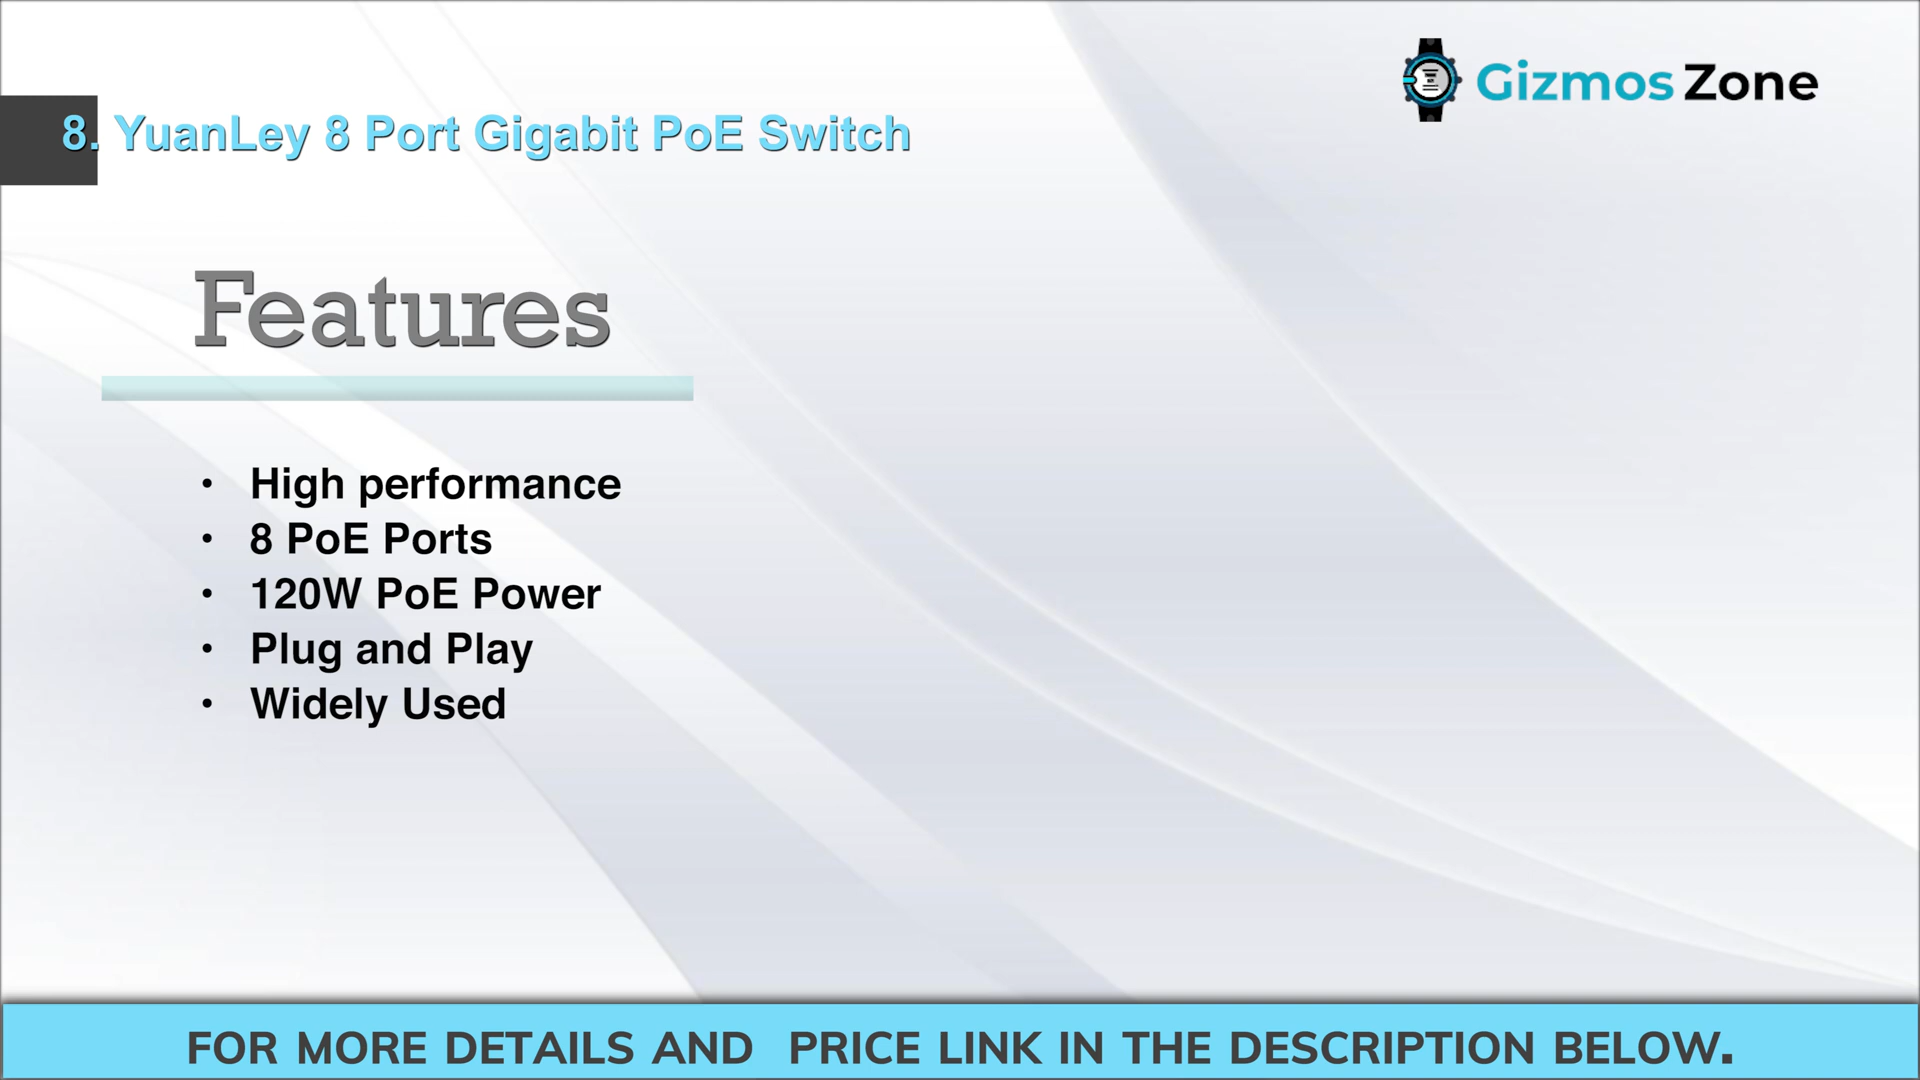 Gizmos Zone
8. YuanLey 8 Port Gigabit PoE Switch
Features
• High performance
• 8 PoE Ports
• 120W PoE Power
• Plug and Play
• Widely Used
FOR MORE DETAILS AND PRICE LINK IN THE DESCRIPTION BELOW.